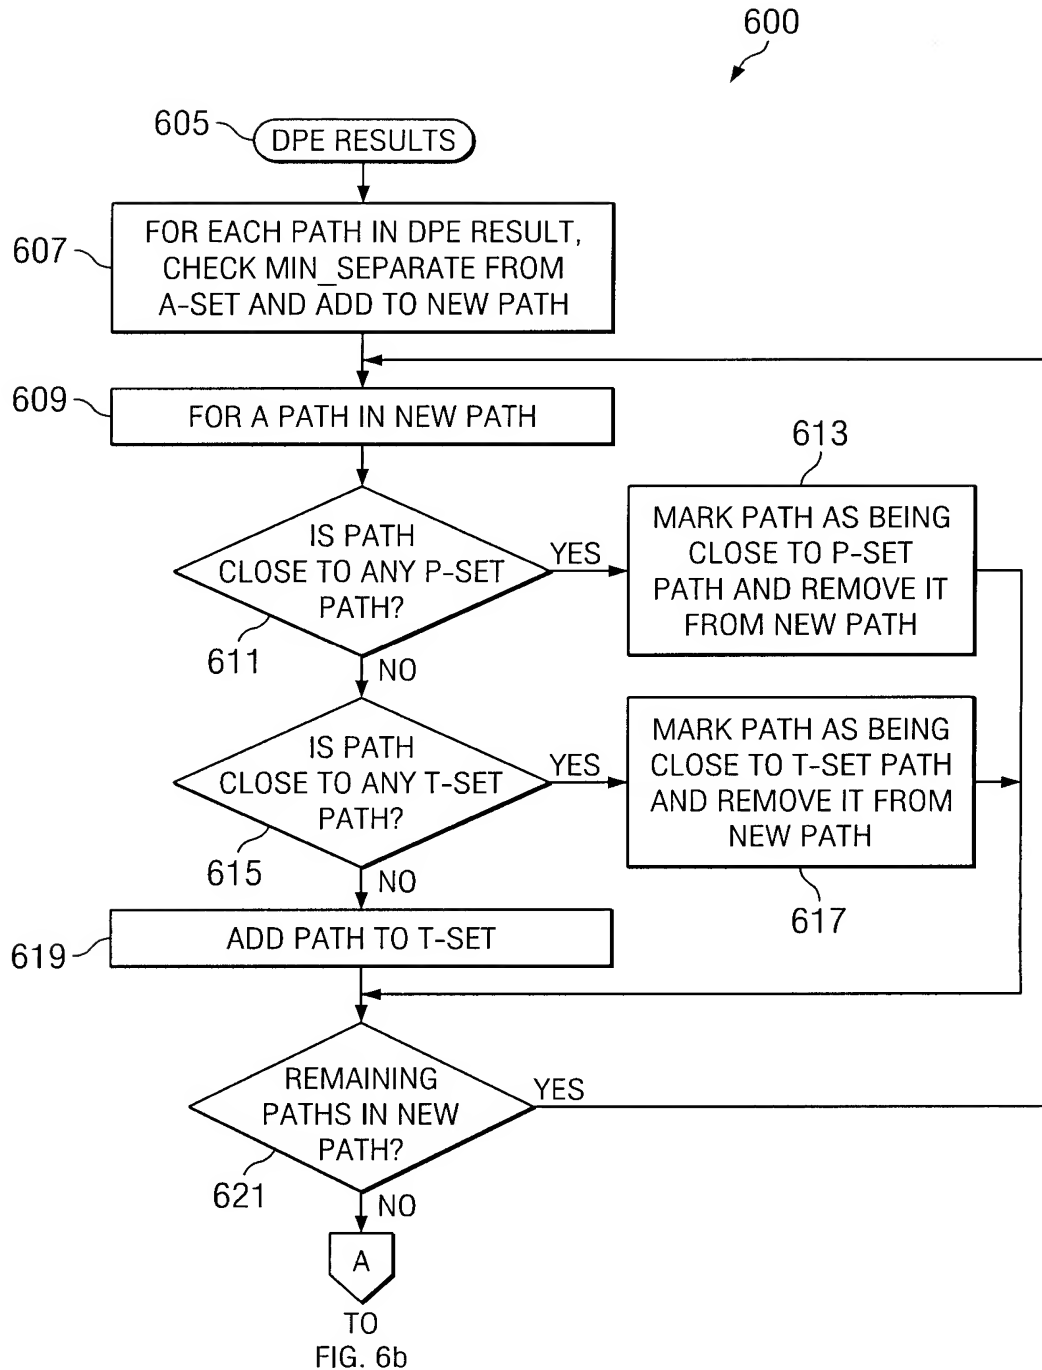 600
605
DPE RESULTS
607
FOR EACH PATH IN DPE RESULT,
CHECK MIN_SEPARATE FROM
A-SET AND ADD TO NEW PATH
609
FOR A PATH IN NEW PATH
613
IS PATH
CLOSE TO ANY P-SET
PATH?
YES
MARK PATH AS BEING
CLOSE TO P-SET
PATH AND REMOVE IT
FROM NEW PATH
611
NO
IS PATH
CLOSE TO ANY T-SET
PATH?
YES
MARK PATH AS BEING
CLOSE TO T-SET PATH
AND REMOVE IT FROM
NEW PATH
615
NO
617
619
ADD PATH TO T-SET
REMAINING
PATHS IN NEW
PATH?
YES
621
NO
A
TO
FIG. 6b